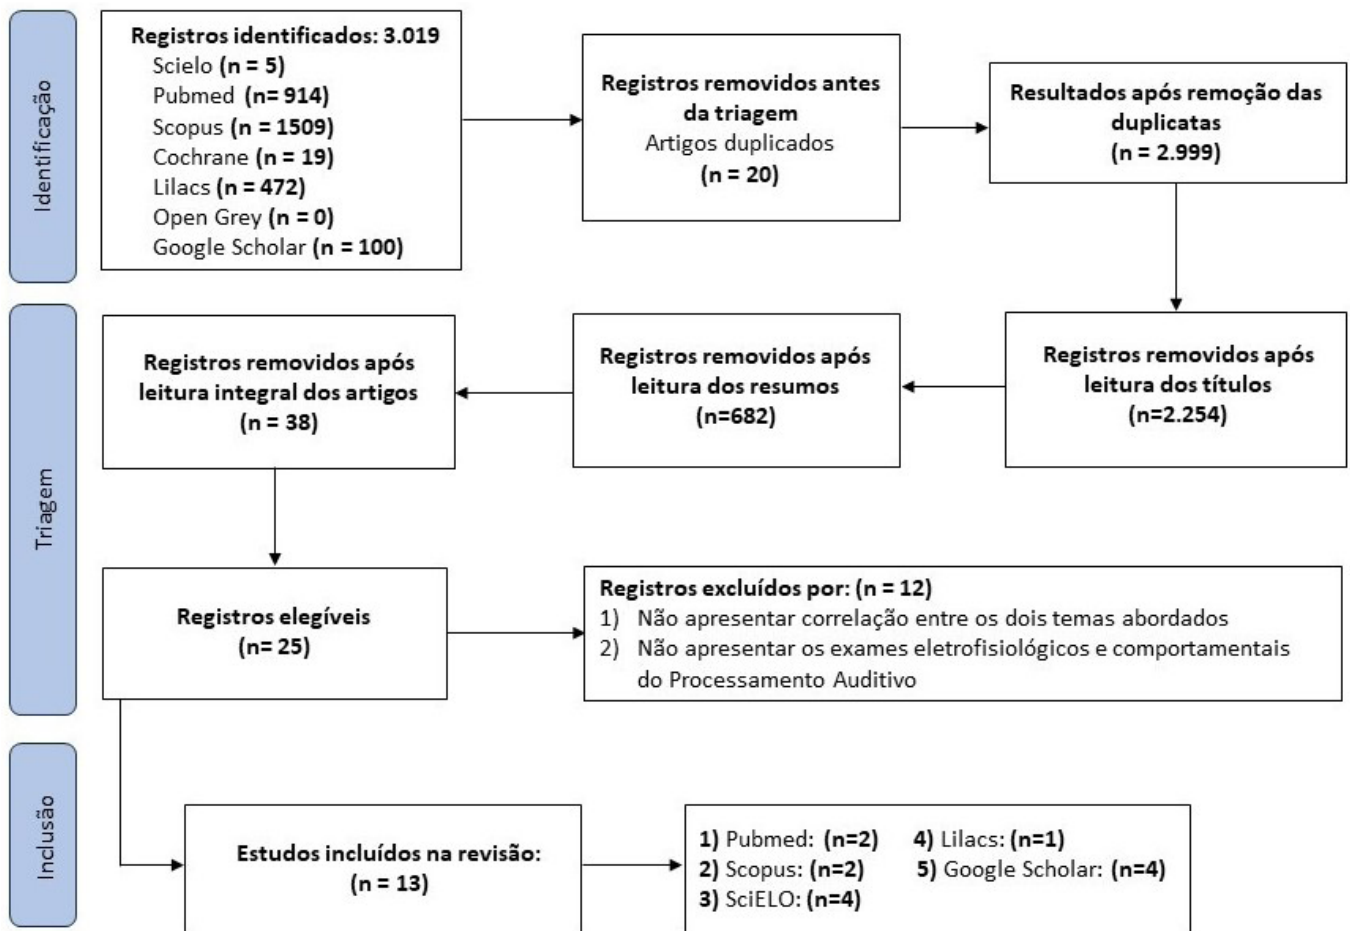 Identificação
Registros identificados: 3.019
Scielo (n = 5)
Pubmed (n= 914)
Scopus (n = 1509)
Cochrane (n = 19)
Lilacs (n = 472)
Open Grey (n = 0)
Google Scholar (n = 100)
Registros removidos antes
da triagem
Artigos duplicados
(n = 20)
Resultados após remoção das
duplicatas
(n = 2.999)
Triagem
Registros removidos após
leitura dos títulos
(n=2.254)
Registros removidos após
leitura dos resumos
(n=682)
Registros removidos após
leitura integral dos artigos
(n = 38)
Registros elegíveis
(n= 25)
Registros excluídos por: (n = 12)
1) Não apresentar correlação entre os dois temas abordados
2) Não apresentar os exames eletrofisiológicos e comportamentais
do Processamento Auditivo
Inclusão
Estudos incluídos na revisão:
(n = 13)
1) Pubmed: (n=2) 4) Lilacs: (n=1)
2) Scopus: (n=2) 5) Google Scholar: (n=4)
3) SciELO: (n=4)